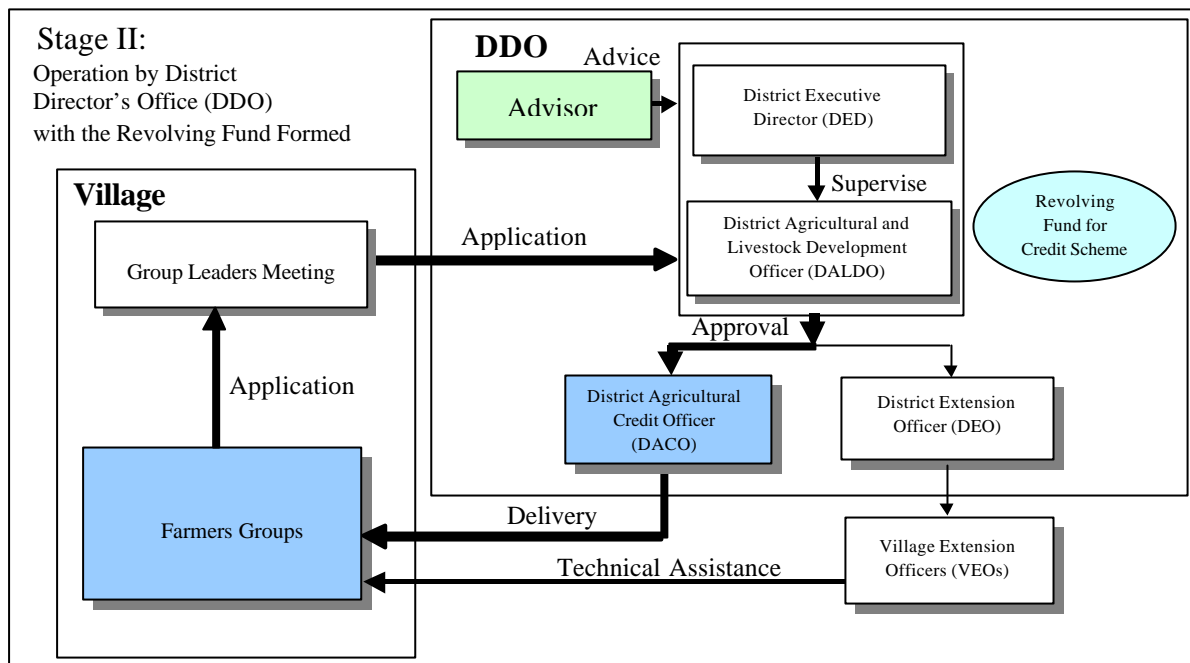 Stage II:
Operation by District
Director's Office (DDO)
with the Revolving Fund Formed
DDO
Advice
Advisor
District Executive
Director (DED)
Supervise
Village
Group Leaders Meeting
Application
District Agricultural and
Livestock Development
Officer (DALDO)
Revolving
Fund for
Credit Scheme
Approval
Application
District Agricultural
Credit Officer
(DACO)
District Extension
Officer (DEO)
Farmers Groups
Delivery
Technical Assistance
Village Extension
Officers (VEOs)